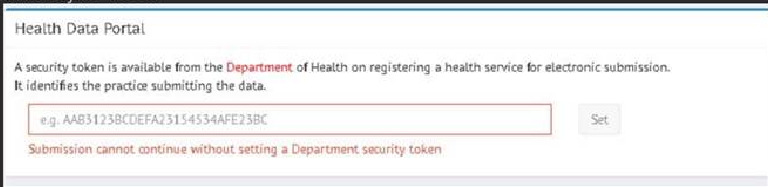 Health Data Portal
A security token is available from the Department of Health on registering a health service for electronic submission.
It identifies the practice submitting the data.
e.g. AAB3123BCDEFA23154534AFE23BC
Set
Submission cannot continue without setting a Department security token